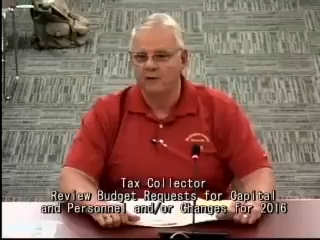 Tax Collector
Review Budget Requests for Capital
and Personnel and/or Changes for 2016